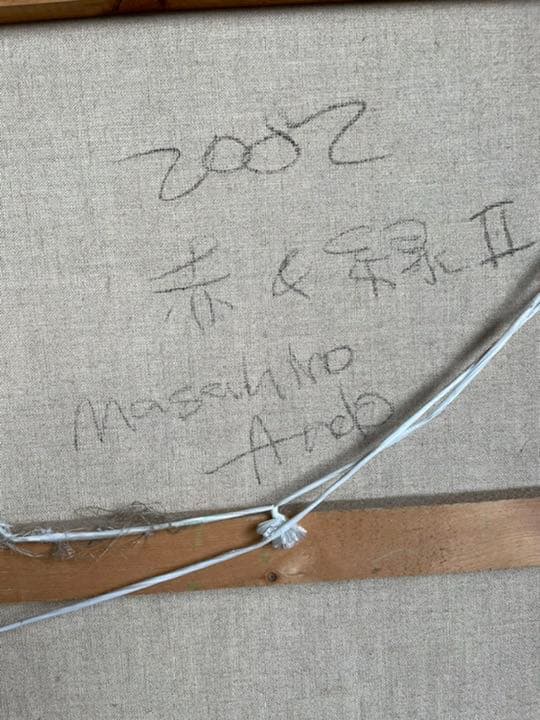 2002
赤 & 緑 II
Masahiro
Ando